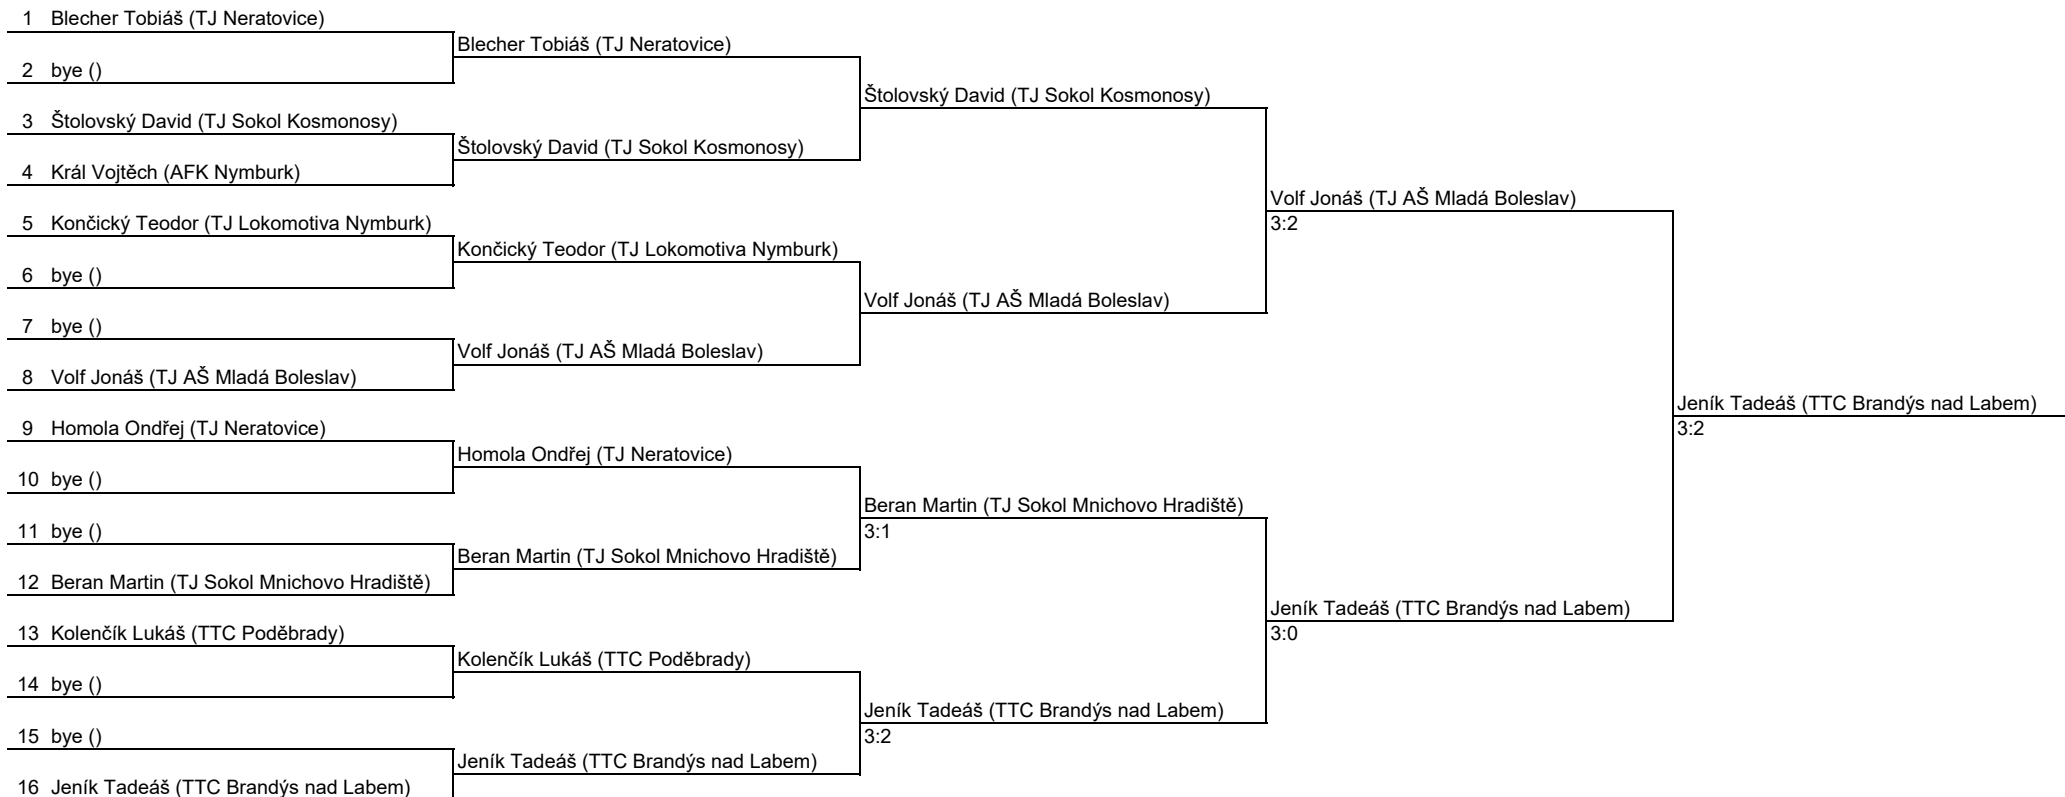 1 Blecher Tobiáš (TJ Neratovice)
Blecher Tobiáš (TJ Neratovice)
2 bye ()
Štolovský David (TJ Sokol Kosmonosy)
3 Štolovský David (TJ Sokol Kosmonosy)
Štolovský David (TJ Sokol Kosmonosy)
4 Král Vojtěch (AFK Nymburk)
Volf Jonáš (TJ AŠ Mladá Boleslav)
3:2
5 Končický Teodor (TJ Lokomotiva Nymburk)
Končický Teodor (TJ Lokomotiva Nymburk)
6 bye ()
Volf Jonáš (TJ AŠ Mladá Boleslav)
7 bye ()
Volf Jonáš (TJ AŠ Mladá Boleslav)
8 Volf Jonáš (TJ AŠ Mladá Boleslav)
Jeník Tadeáš (TTC Brandýs nad Labem)
3:2
9 Homola Ondřej (TJ Neratovice)
Homola Ondřej (TJ Neratovice)
10 bye ()
Beran Martin (TJ Sokol Mnichovo Hradiště)
3:1
11 bye ()
Beran Martin (TJ Sokol Mnichovo Hradiště)
12 Beran Martin (TJ Sokol Mnichovo Hradiště)
Jeník Tadeáš (TTC Brandýs nad Labem)
3:0
13 Kolenčík Lukáš (TTC Poděbrady)
Kolenčík Lukáš (TTC Poděbrady)
14 bye ()
Jeník Tadeáš (TTC Brandýs nad Labem)
3:2
15 bye ()
Jeník Tadeáš (TTC Brandýs nad Labem)
16 Jeník Tadeáš (TTC Brandýs nad Labem)